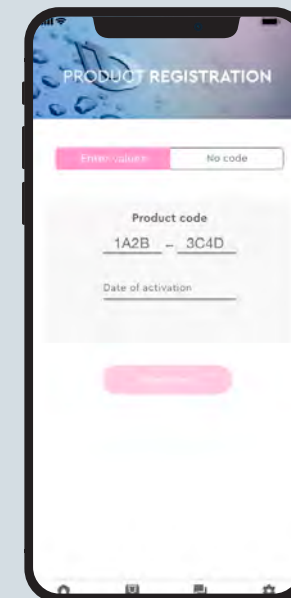 PRODUCT REGISTRATION
Enter values No code
Product code
1A2B – 3C4D
Date of activation